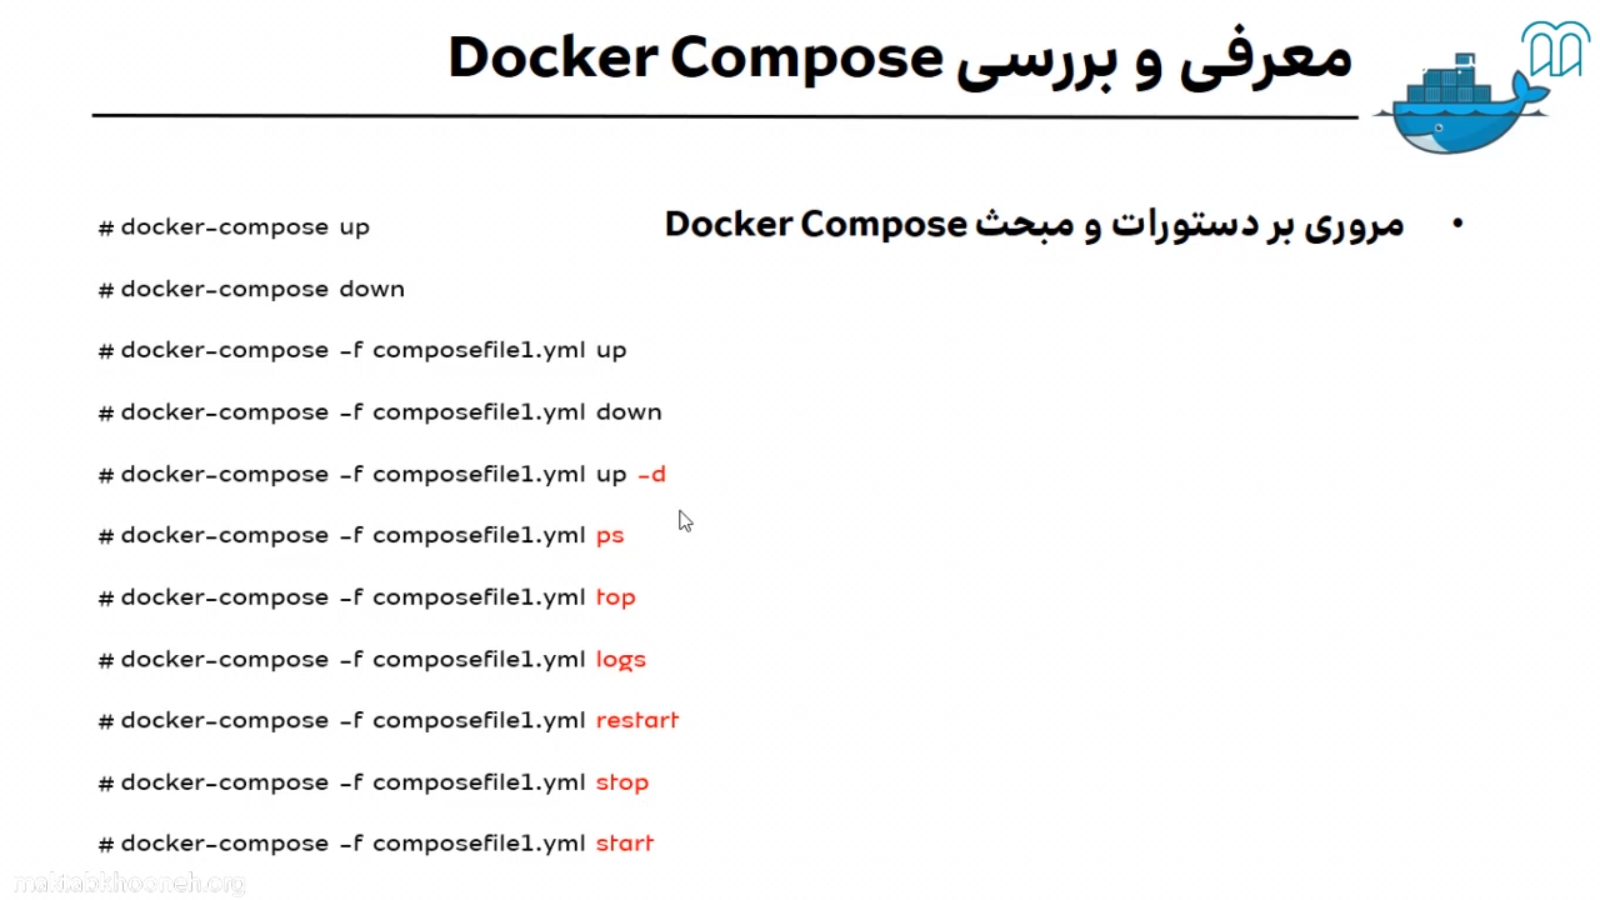 معرفی و بررسی Docker Compose
• مروری بر دستورات و مبحث Docker Compose
# docker-compose up
# docker-compose down
# docker-compose -f composefile1.yml up
# docker-compose -f composefile1.yml down
# docker-compose -f composefile1.yml up -d
# docker-compose -f composefile1.yml ps
# docker-compose -f composefile1.yml top
# docker-compose -f composefile1.yml logs
# docker-compose -f composefile1.yml restart
# docker-compose -f composefile1.yml stop
# docker-compose -f composefile1.yml start
maktabkhooneh.org